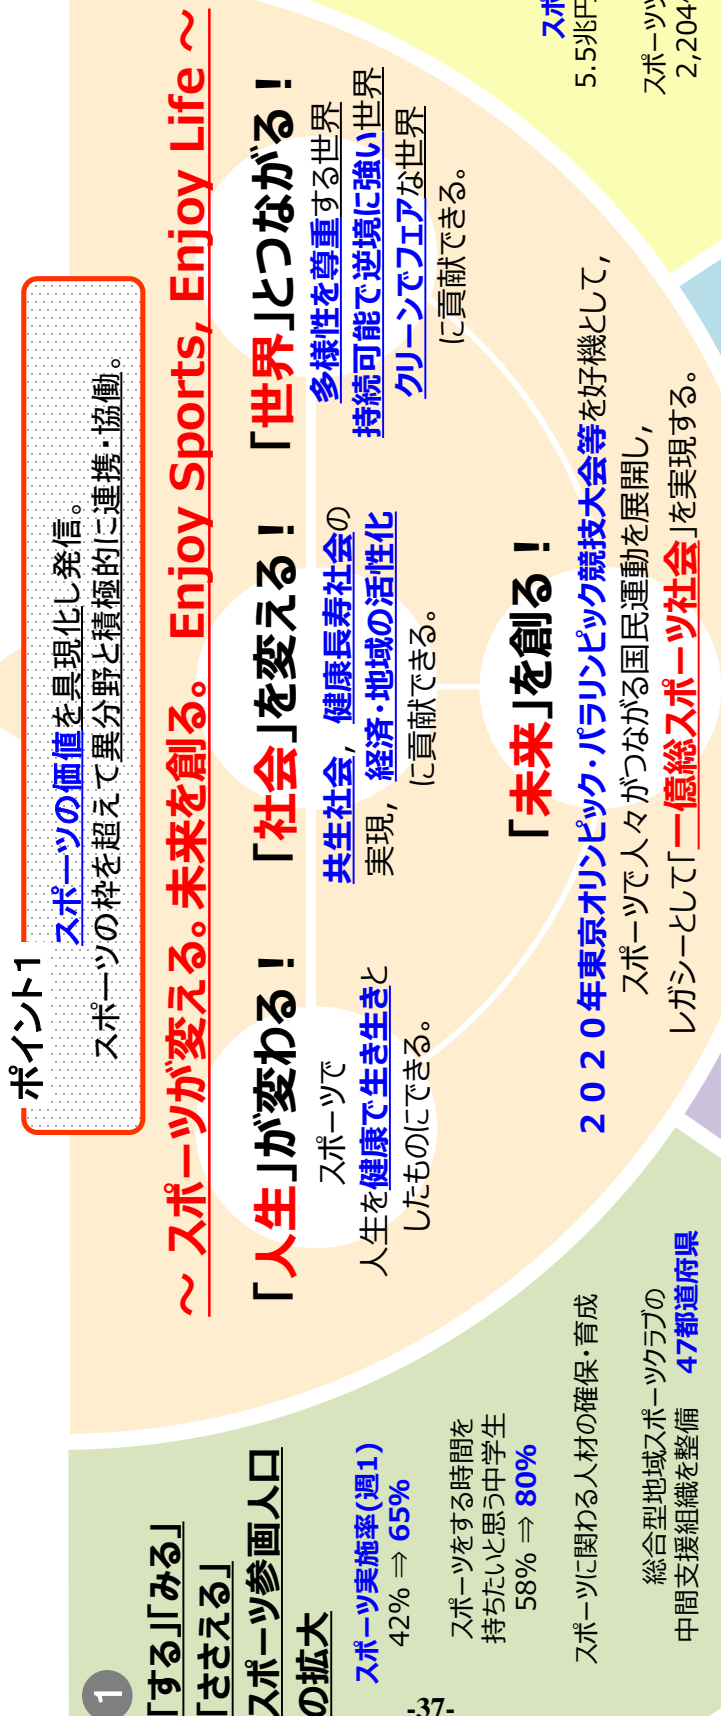 ポイント1
スポーツの価値を具現化し発信。
スポーツの枠を超えて異分野と積極的に連携・協働。
～ スポーツが変える。未来を創る。 Enjoy Sports, Enjoy Life ～
「人生」が変わる！
スポーツで
人生を健康で生き生きと
したものにできる。
「社会」を変える！
共生社会，健康長寿社会の
実現，経済・地域の活性化
に貢献できる。
「世界」とつながる！
多様性を尊重する世界
持続可能で逆境に強い世界
クリーンでフェアな世界
に貢献できる。
「未来」を創る！
２０２０年東京オリンピック・パラリンピック競技大会等を好機として，
スポーツで人々がつながる国民運動を展開し，
レガシーとして「一億総スポーツ社会」を実現する。
1
「する」「みる」
「ささえる」
スポーツ参画人口
の拡大
スポーツ実施率(週1)
42% ⇒ 65%
スポーツをする時間を
持ちたいと思う中学生
58% ⇒ 80%
スポーツに関わる人材の確保・育成
総合型地域スポーツクラブの
中間支援組織を整備 47都道府県
スポ
5.5兆円
スポーツツ
2,204
-37-